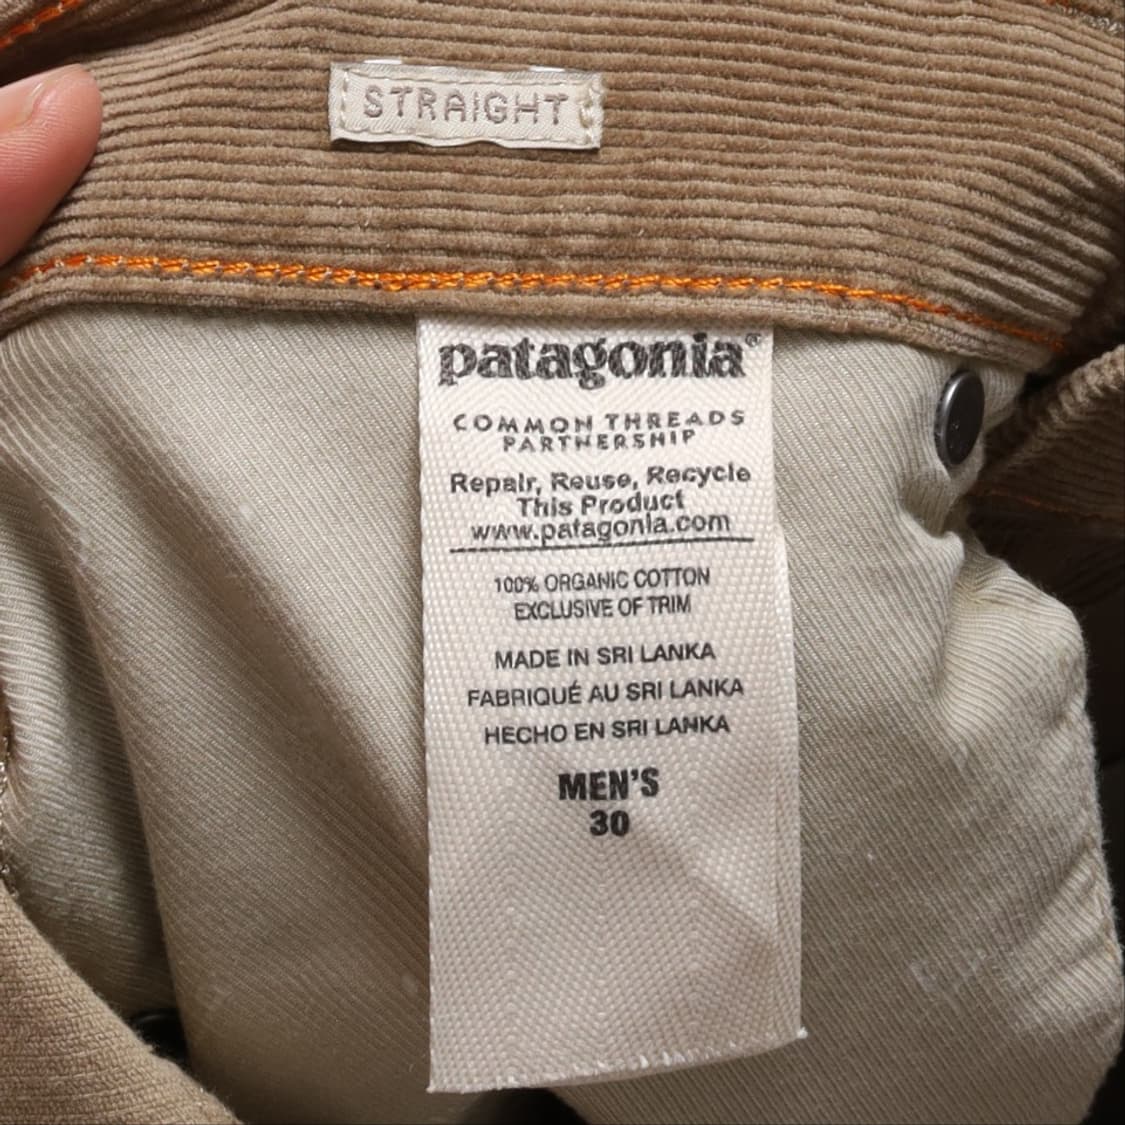 STRAIGHT
patagonia®
COMMON THREADS
PARTNERSHIP
Repair, Reuse, Recycle
This Product
www.patagonia.com
100% ORGANIC COTTON
EXCLUSIVE OF TRIM
MADE IN SRI LANKA
FABRIQUÉ AU SRI LANKA
HECHO EN SRI LANKA
MEN'S
30